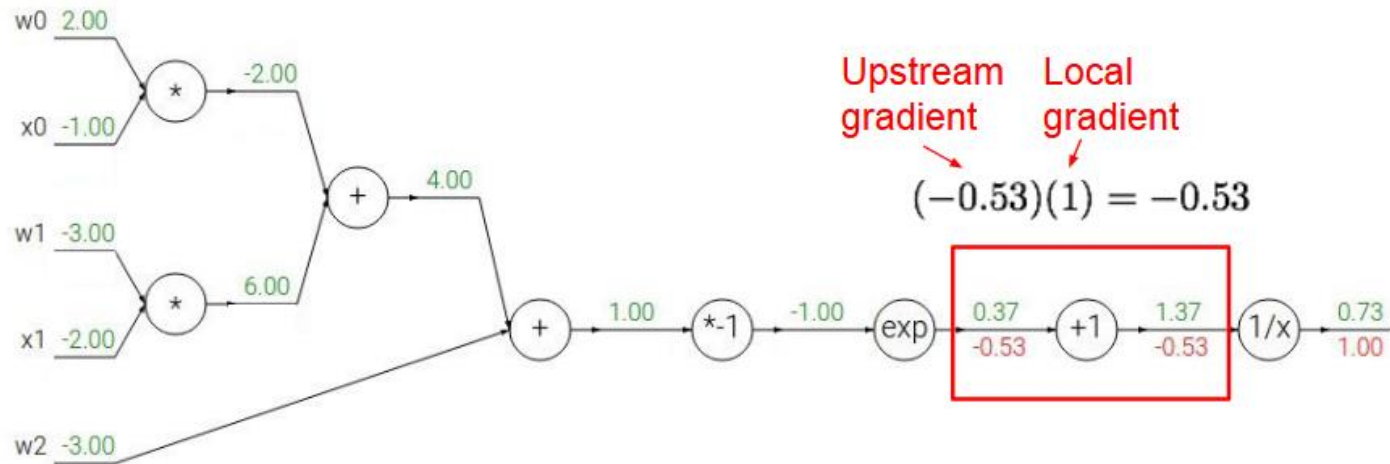 w0 2.00
-2.00
*
x0 -1.00
Upstream gradient
Local gradient
(−0.53)(1) = −0.53
+
4.00
w1 -3.00
6.00
*
x1 -2.00
+
1.00
*-1
-1.00
exp
0.37
-0.53
+1
1.37
-0.53
1/x
0.73
1.00
w2 -3.00